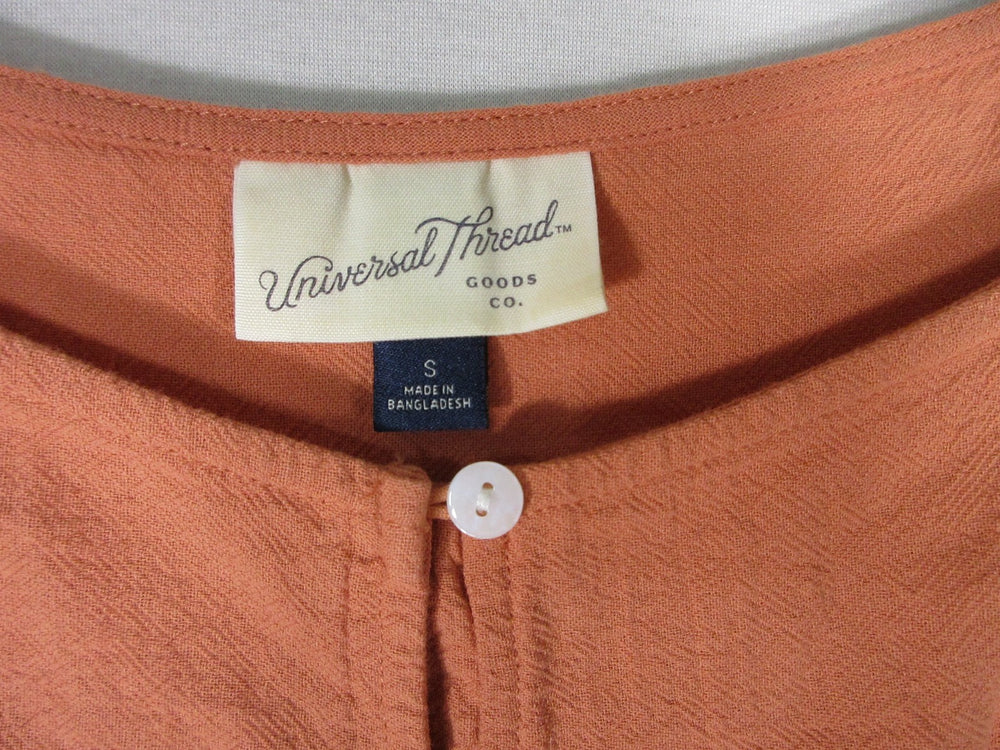 Universal Thread™
GOODS
CO.
S
MADE IN
BANGLADESH